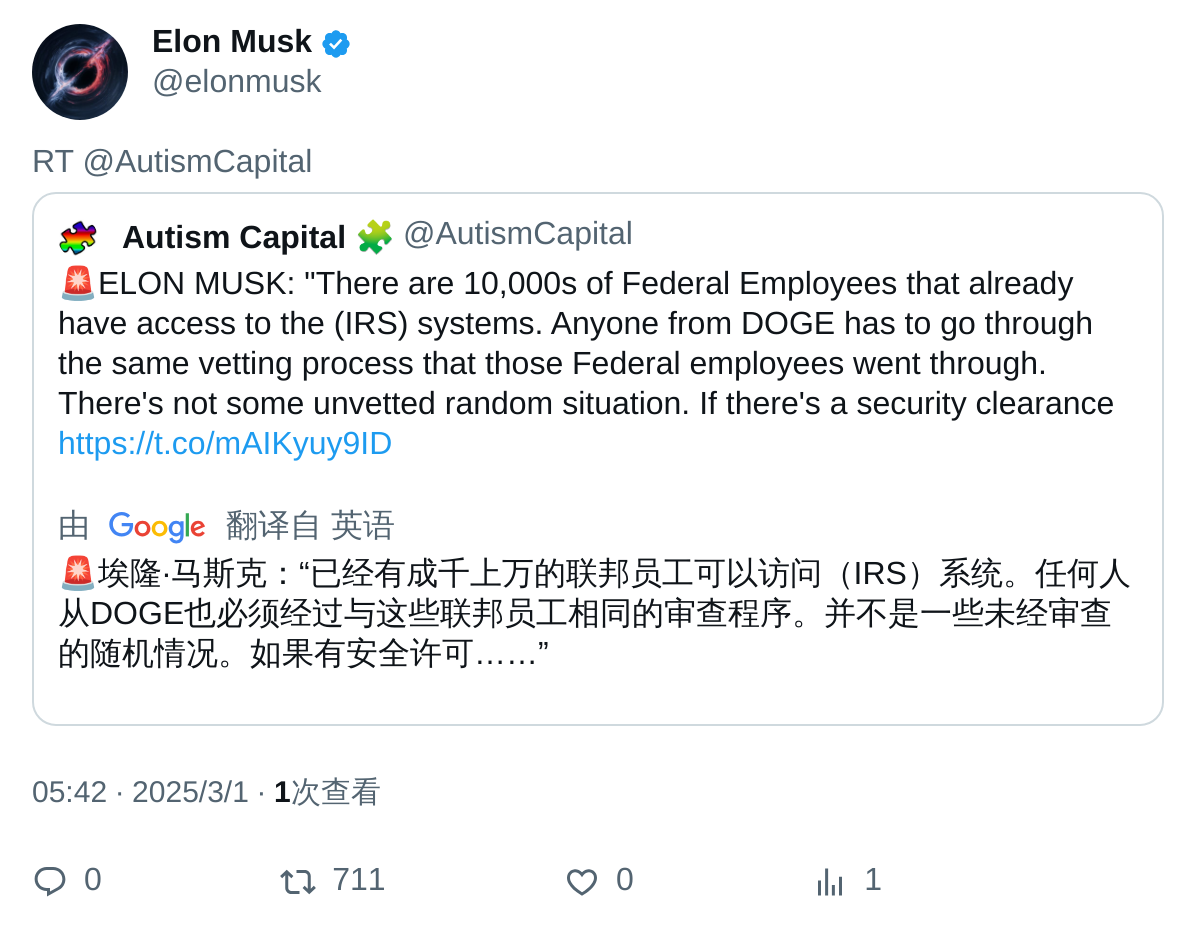 Elon Musk
@elonmusk
RT @AutismCapital
Autism Capital 🧩 @AutismCapital
🚨ELON MUSK: "There are 10,000s of Federal Employees that already
have access to the (IRS) systems. Anyone from DOGE has to go through
the same vetting process that those Federal employees went through.
There's not some unvetted random situation. If there's a security clearance
https://t.co/mAIKyuy9ID
由 Google 翻译自 英语
🚨埃隆·马斯克：“已经有成千上万的联邦员工可以访问（IRS）系统。任何人
从DOGE也必须经过与这些联邦员工相同的审查程序。并不是一些未经审查
的随机情况。如果有安全许可……”
05:42 · 2025/3/1 · 1次查看
0 711 0 1